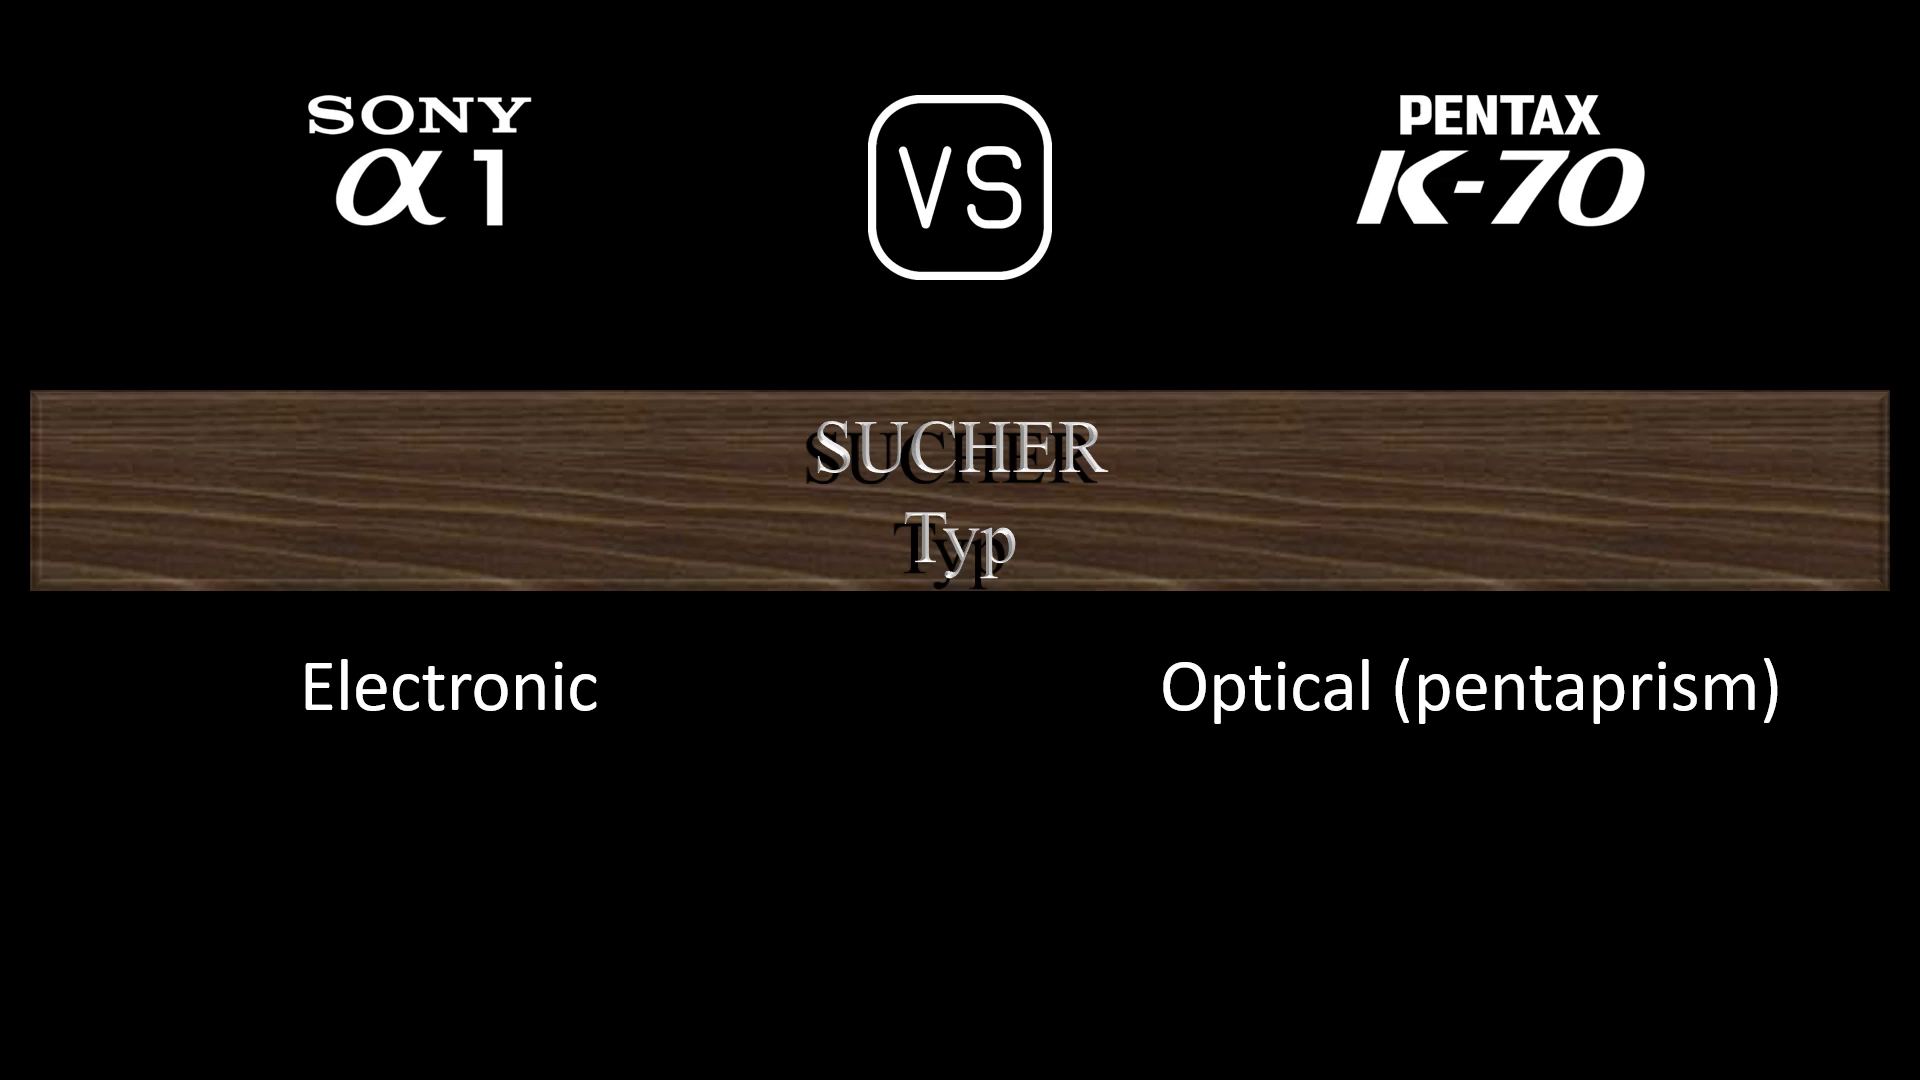 SONY
α1
VS
PENTAX
K-70
SUCHER
Typ
Electronic
Optical (pentaprism)